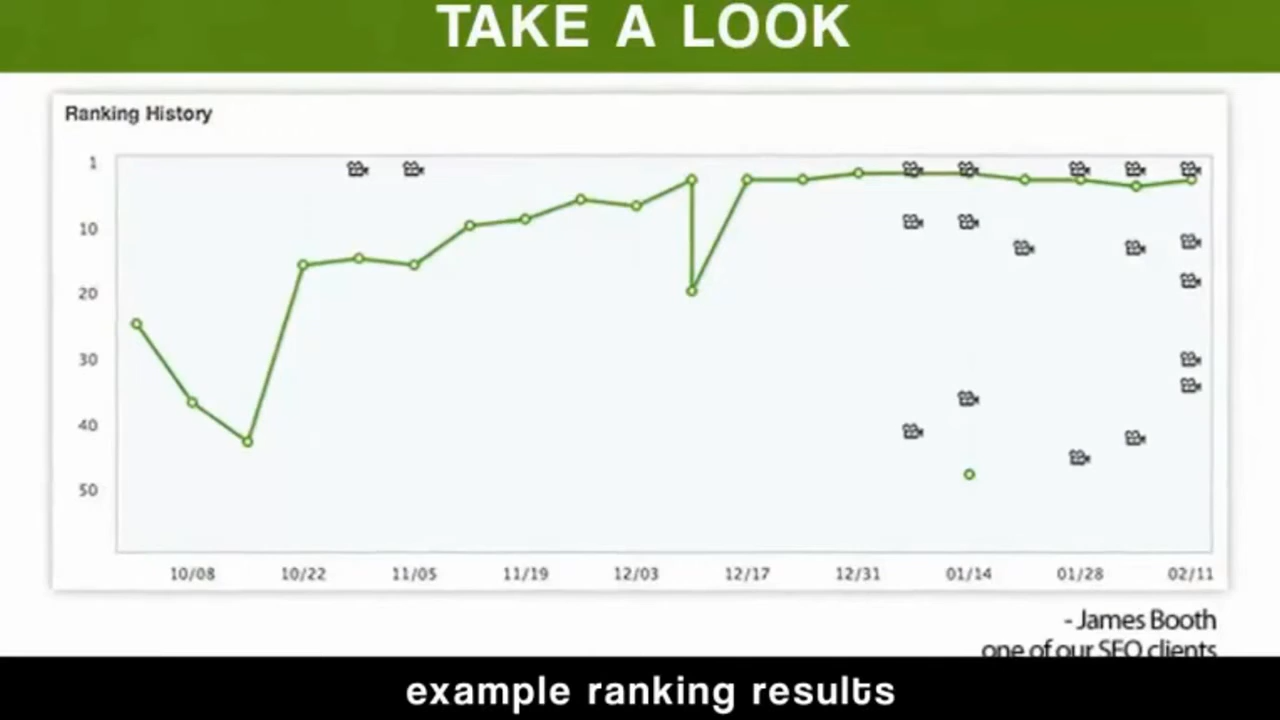 TAKE A LOOK
Ranking History
1
10
20
30
40
50
10/08 10/22 11/05 11/19 12/03 12/17 12/31 01/14 01/28 02/11
- James Booth
one of our SEO clients
example ranking results